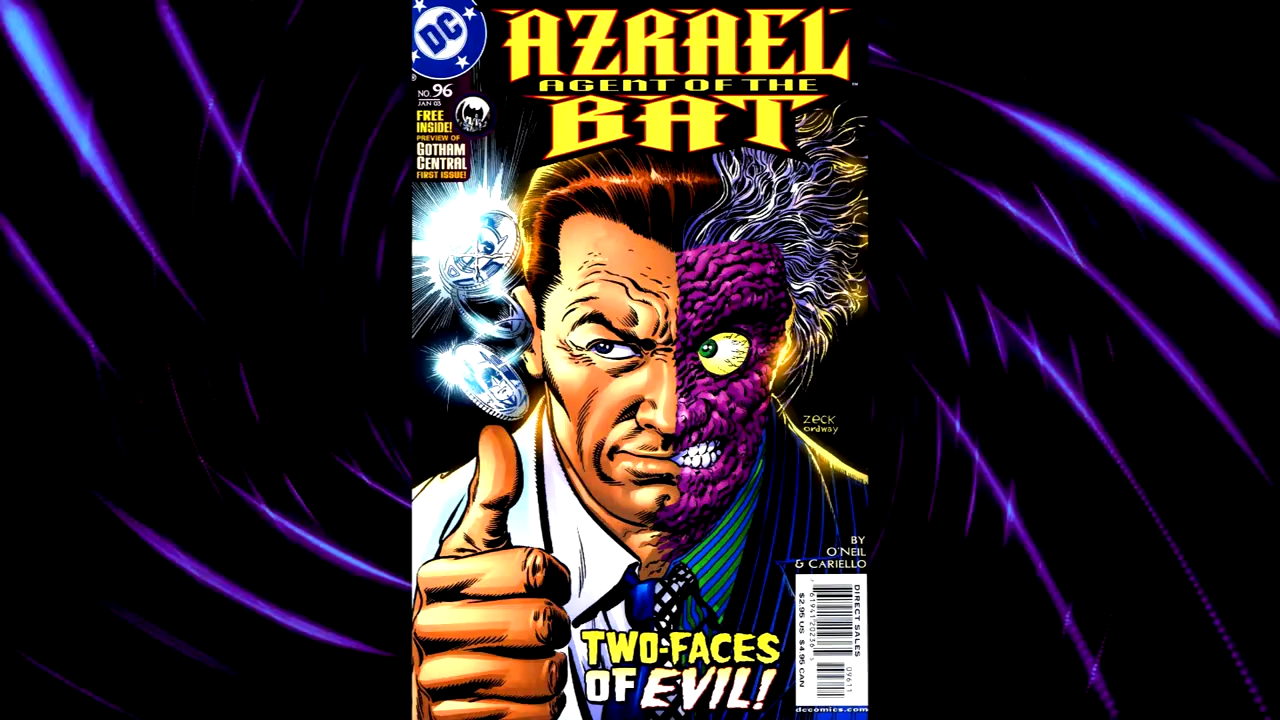 DC
AZRAEL
AGENT OF THE
BAT
NO. 96
JAN 03
FREE
INSIDE!
PREVIEW OF
GOTHAM
CENTRAL
FIRST ISSUE!
ZECK
ORDWAY
BY
O'NEIL
& CARIELLO
TWO-FACES
OF EVIL!
DIRECT SALES
09611
$2.95 US $4.95 CAN
dccomics.com